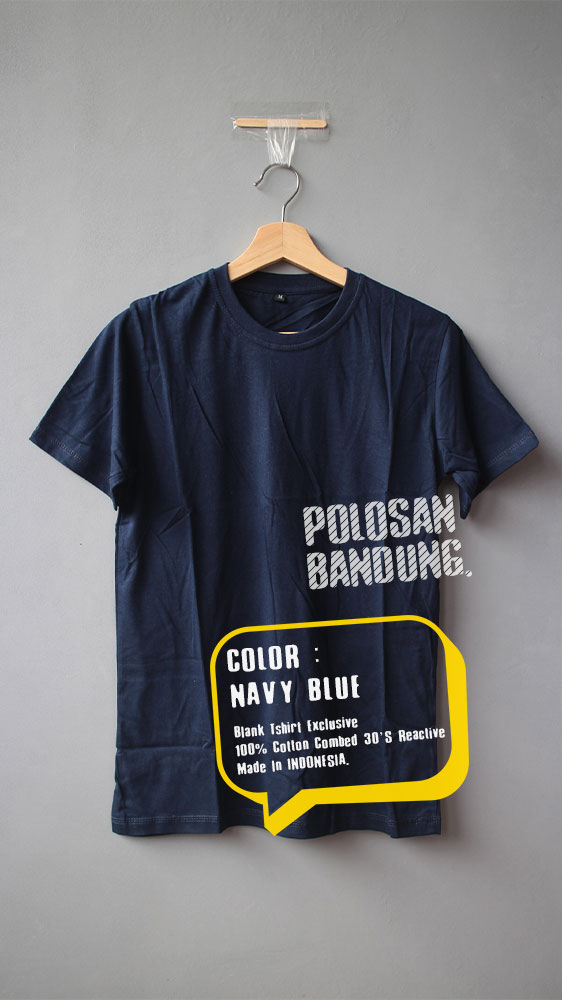 M
POLOSAN
BANDUNG.
COLOR :
NAVY BLUE
Blank Tshirt Exclusive
100% Cotton Combed 30'S Reactive
Made In INDONESIA.